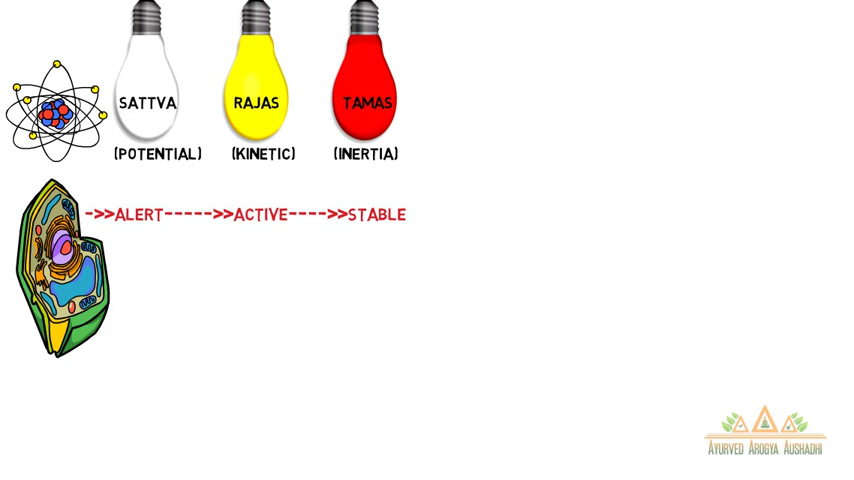 SATTVA RAJAS TAMAS
(POTENTIAL) (KINETIC) (INERTIA)
->>ALERT----->>ACTIVE---->>STABLE
AYURVED AROGYA AUSHADHI